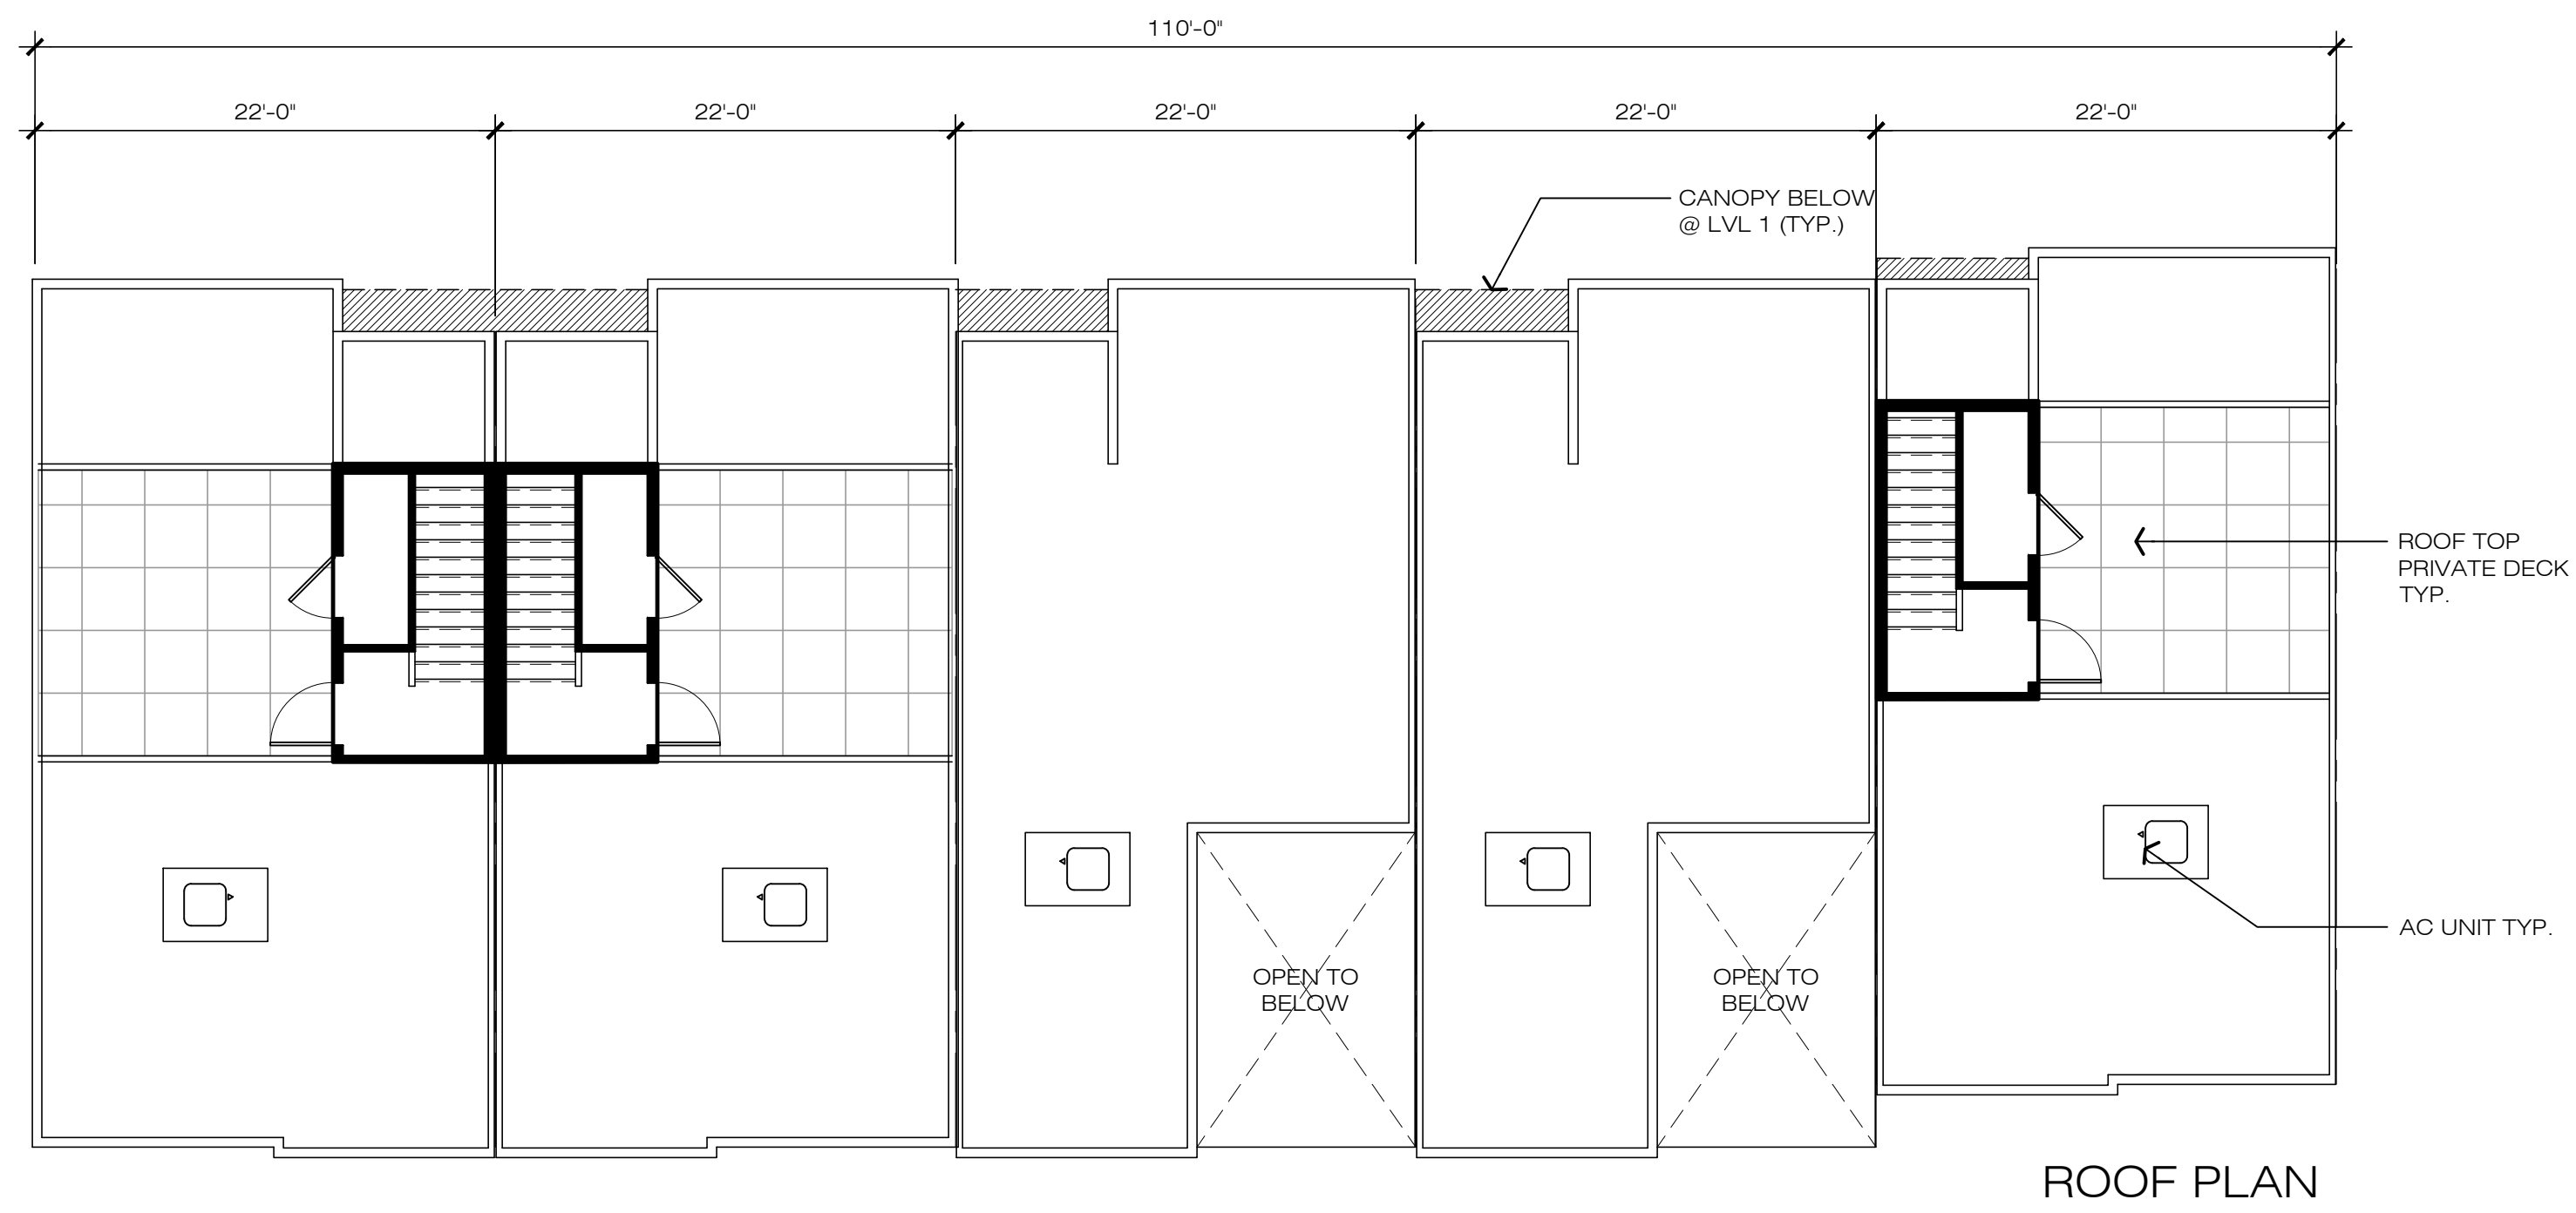 110'-0"
22'-0"
22'-0"
22'-0"
22'-0"
22'-0"
CANOPY BELOW
@ LVL 1 (TYP.)
ROOF TOP
PRIVATE DECK
TYP.
AC UNIT TYP.
OPEN TO
BELOW
OPEN TO
BELOW
ROOF PLAN